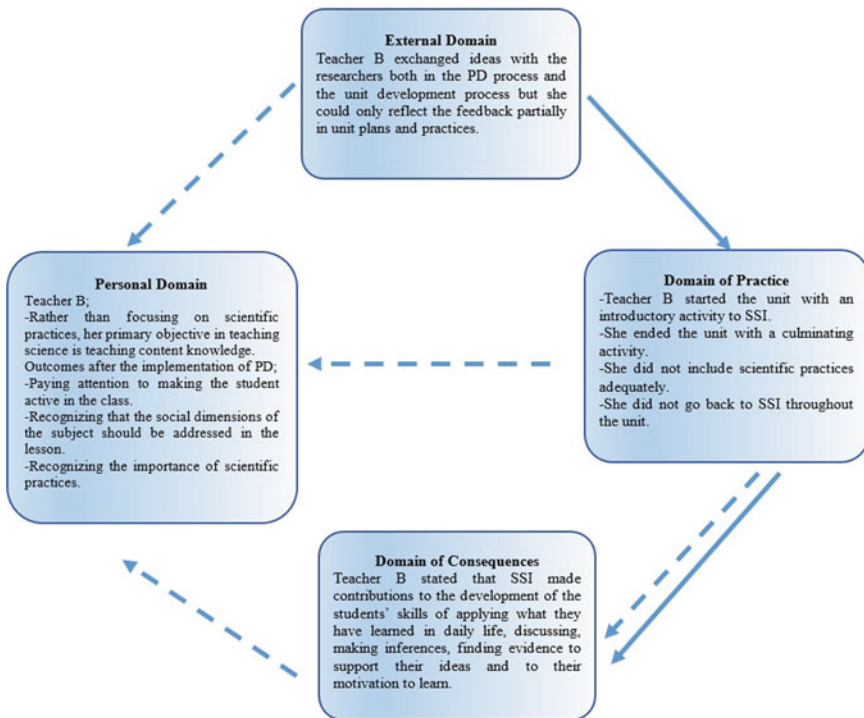 External Domain
Teacher B exchanged ideas with the
researchers both in the PD process and
the unit development process but she
could only reflect the feedback partially
in unit plans and practices.
Personal Domain
Teacher B;
-Rather than focusing on scientific
practices, her primary objective in teaching
science is teaching content knowledge.
Outcomes after the implementation of PD;
-Paying attention to making the student
active in the class.
-Recognizing that the social dimensions of
the subject should be addressed in the
lesson.
-Recognizing the importance of scientific
practices.
Domain of Practice
-Teacher B started the unit with an
introductory activity to SSI.
-She ended the unit with a culminating
activity.
-She did not include scientific practices
adequately.
-She did not go back to SSI throughout
the unit.
Domain of Consequences
Teacher B stated that SSI made
contributions to the development of the
students’ skills of applying what they
have learned in daily life, discussing,
making inferences, finding evidence to
support their ideas and to their
motivation to learn.